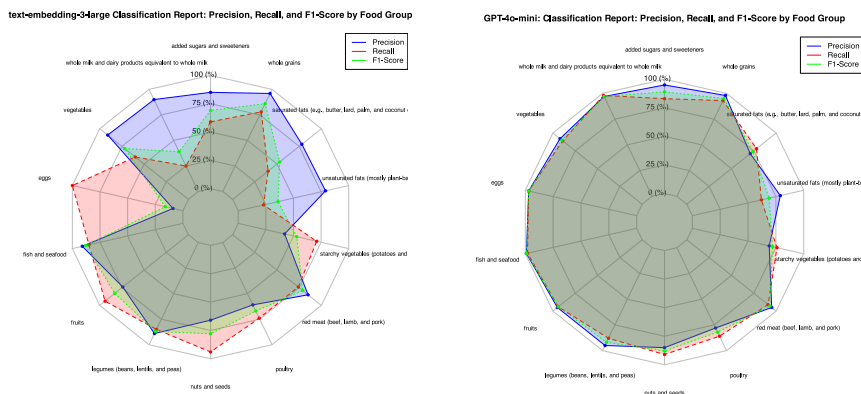 text-embedding-3-large Classification Report: Precision, Recall, and F1-Score by Food Group
Precision
Recall
F1-Score
added sugars and sweeteners
whole milk and dairy products equivalent to whole milk
100 (%)
whole grains
vegetables
75 (%)
saturated fats (e.g., butter, lard, palm, and coconut
50 (%)
25 (%)
eggs
0 (%)
unsaturated fats (mostly plant-b
fish and seafood
starchy vegetables (potatoes and
fruits
red meat (beef, lamb, and pork)
legumes (beans, lentils, and peas)
poultry
nuts and seeds
GPT-4o-mini: Classification Report: Precision, Recall, and F1-Score by Food Group
Precision
Recall
F1-Score
added sugars and sweeteners
whole milk and dairy products equivalent to whole milk
100 (%)
whole grains
vegetables
75 (%)
saturated fats (e.g., butter, lard, palm, and coconut
50 (%)
25 (%)
eggs
0 (%)
unsaturated fats (mostly plant-b
fish and seafood
starchy vegetables (potatoes and
fruits
red meat (beef, lamb, and pork)
legumes (beans, lentils, and peas)
poultry
nuts and seeds